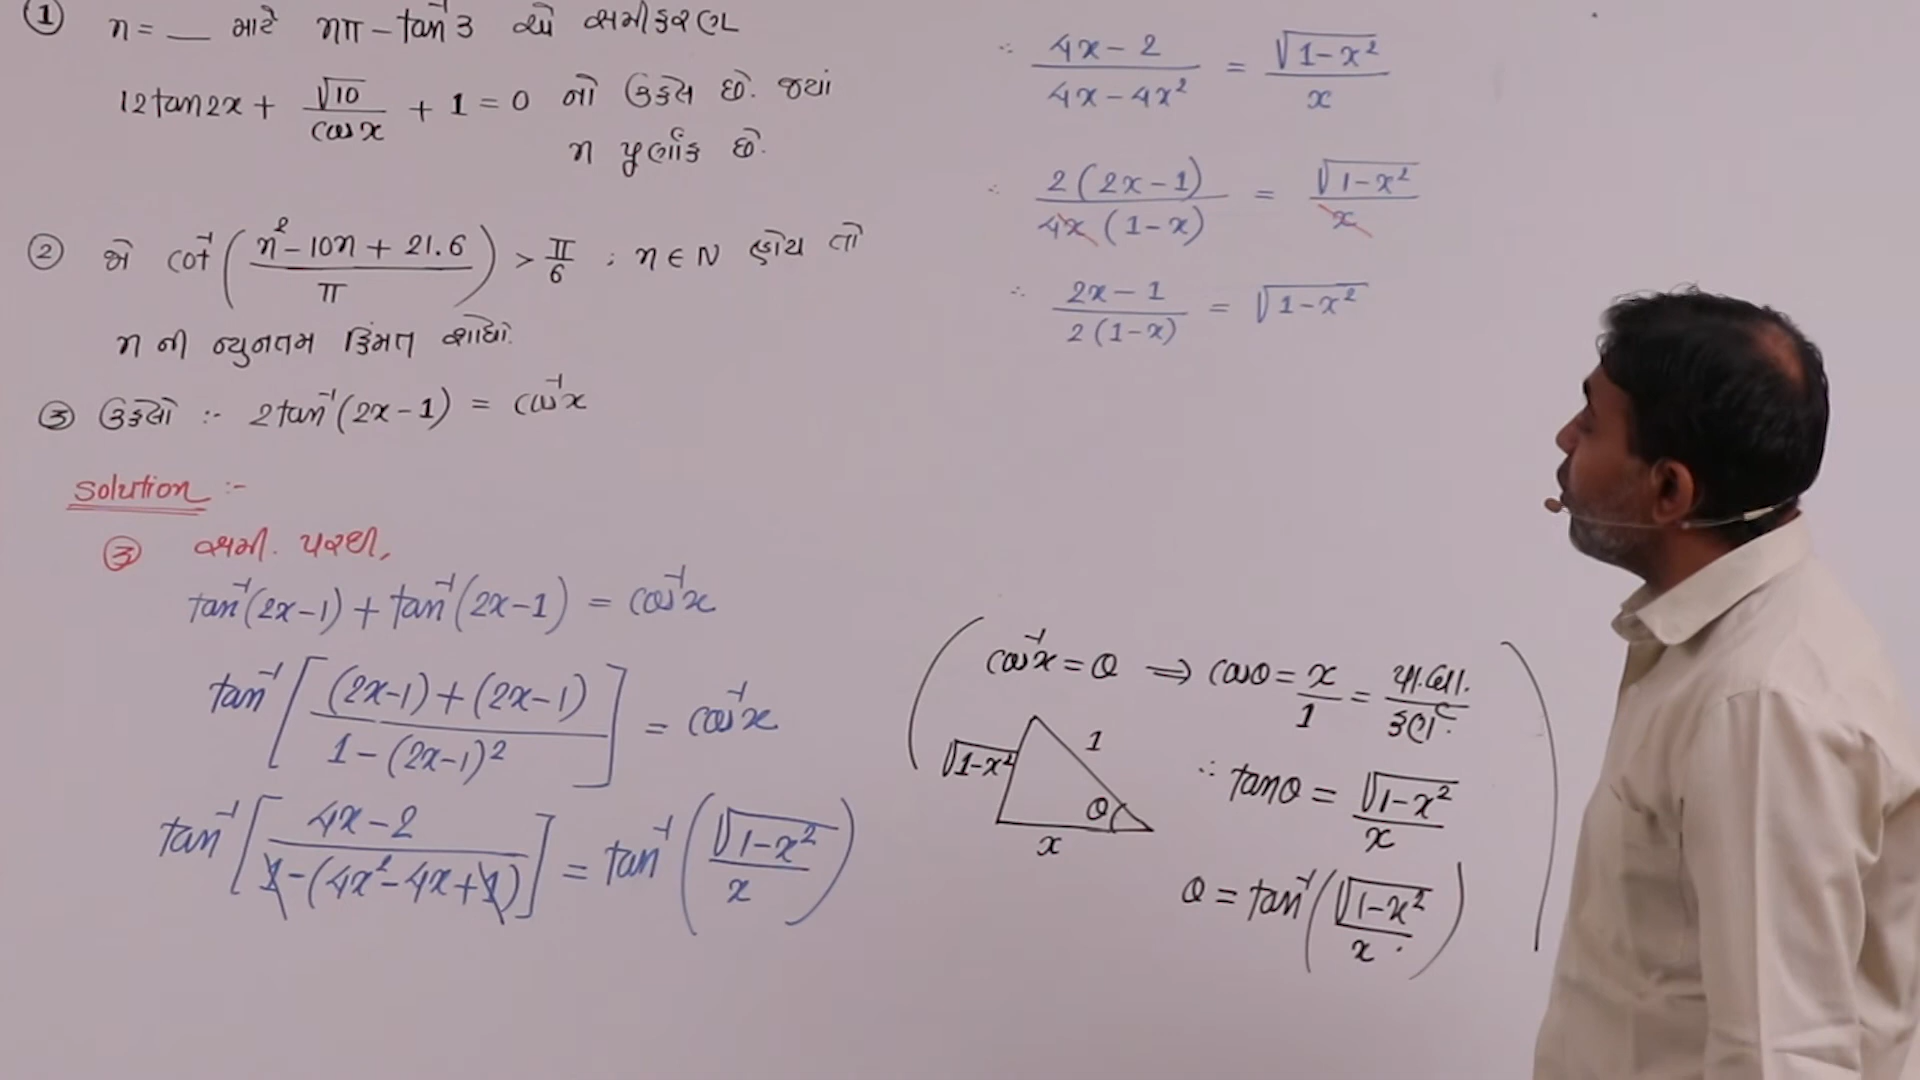 ① n = __ માટે nπ - tan⁻¹3 એ સમીકરણ
12tan2x + √10/cosx + 1 = 0 નો ઉકેલ છે. જ્યાં
n પુર્ણાંક છે.
② જો cot⁻¹((n² - 10n + 21.6)/π) > π/6 ; n ∈ N હોય તો
n ની ન્યુનતમ કિંમત શોધો.
③ ઉકેલો :- 2tan⁻¹(2x - 1) = cos⁻¹x
Solution :-
③ સમી. પરથી,
tan⁻¹(2x-1) + tan⁻¹(2x-1) = cos⁻¹x
tan⁻¹[((2x-1)+(2x-1))/(1-(2x-1)²)] = cos⁻¹x
tan⁻¹[(4x-2)/(1-(4x²-4x+1))] = tan⁻¹(√(1-x²)/x)
∴ (4x-2)/(4x-4x²) = √(1-x²)/x
∴ 2(2x-1)/(4x(1-x)) = √(1-x²)/x
∴ (2x-1)/(2(1-x)) = √(1-x²)
(cos⁻¹x = θ ⇒ cosθ = x/1 = પા.બા./કર્ણ
1
√(1-x²)
θ
x
∴ tanθ = √(1-x²)/x
θ = tan⁻¹(√(1-x²)/x))